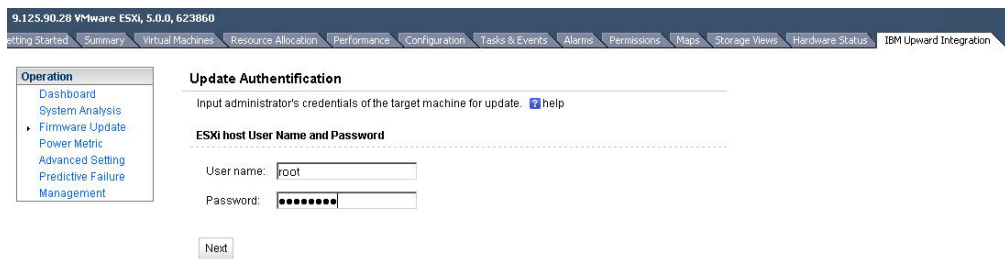 9.125.90.28 VMware ESXi, 5.0.0, 623860
etting Started Summary Virtual Machines Resource Allocation Performance Configuration Tasks & Events Alarms Permissions Maps Storage Views Hardware Status IBM Upward Integration
Operation
Dashboard
System Analysis
Firmware Update
Power Metric
Advanced Setting
Predictive Failure
Management
Update Authentification
Input administrator's credentials of the target machine for update. ? help
ESXi host User Name and Password
User name: root
Password: ●●●●●●●●
Next